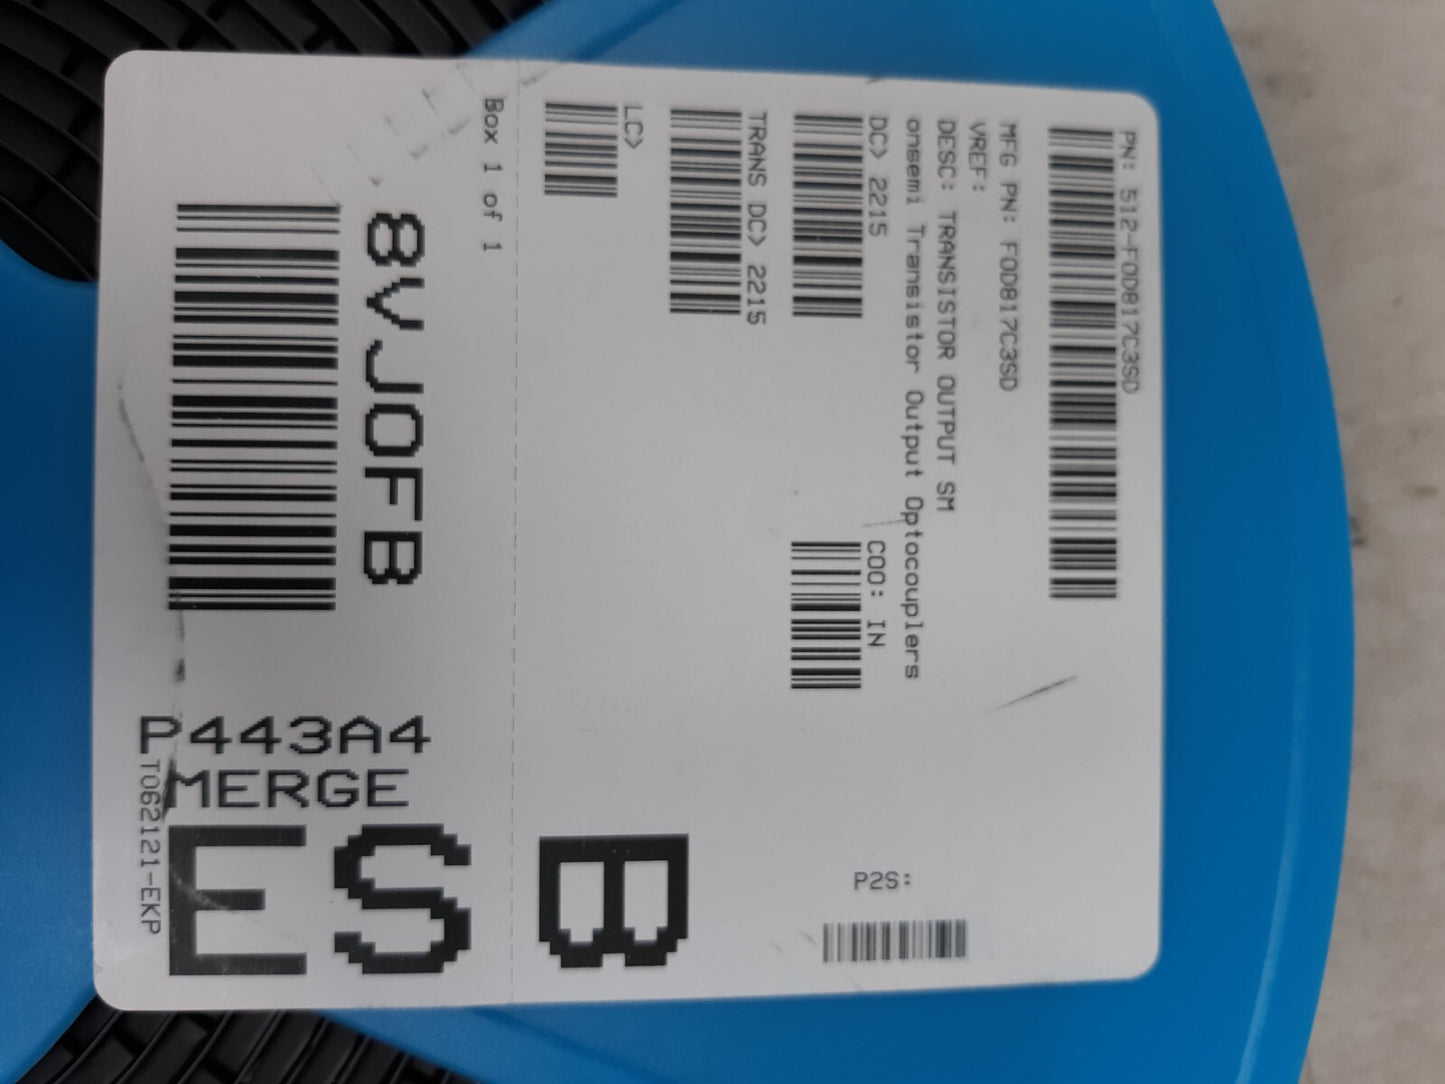 PN: 512-FOD817C3SD
MFG PN: FOD817C3SD
VREF:
DESC: TRANSISTOR OUTPUT SM
onsemi Transistor Output Optocouplers
DC> 2215
COO: IN
TRANS DC> 2215
LC>
Box 1 of 1
8VJ0FB
P2S:
B
P443A4
MERGE
ES
T062121-EKP